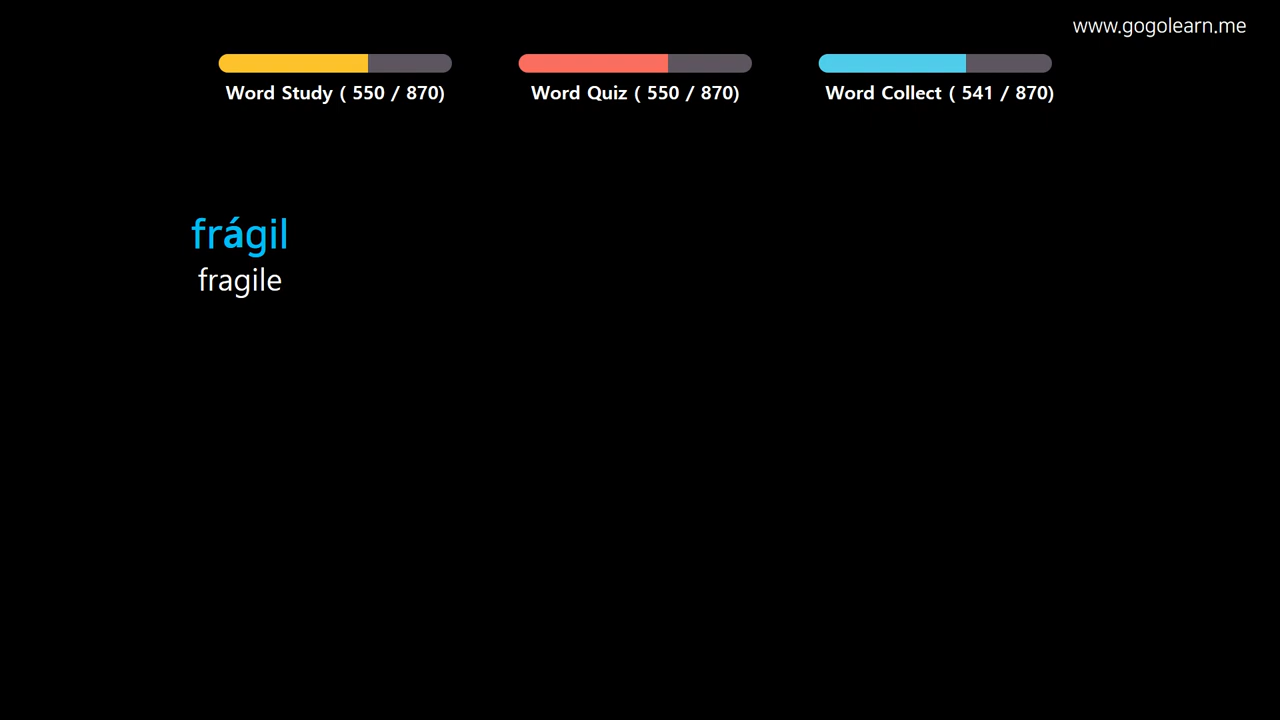 www.gogolearn.me
Word Study ( 550 / 870)
Word Quiz ( 550 / 870)
Word Collect ( 541 / 870)
frágil
fragile